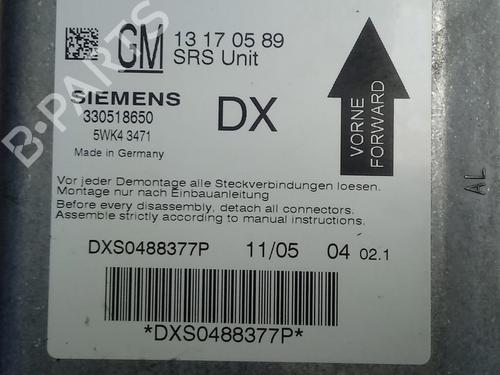 GM 13 17 05 89
SRS Unit
SIEMENS
DX
330518650
5WK4 3471
Made in Germany
VORNE
FORWARD
Vor jeder Demontage alle Steckverbindungen loesen.
Montage nur nach Einbauanleitung
Before every disassembly, detach all connectors.
Assemble strictly according to manual instructions.
DXS0488377P 11/05 04 02.1
*DXS0488377P*
AL
B-PARTS